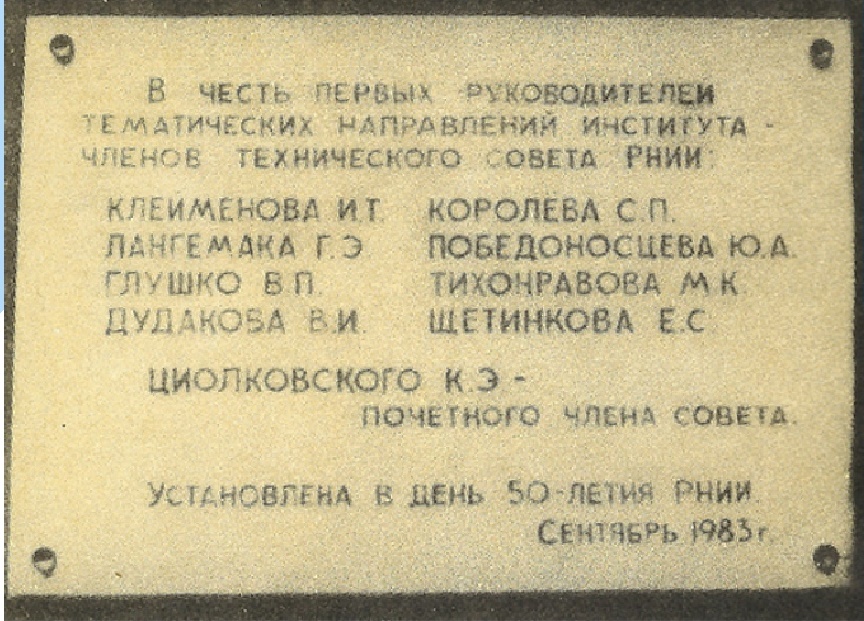 В ЧЕСТЬ ПЕРВЫХ РУКОВОДИТЕЛЕЙ
ТЕМАТИЧЕСКИХ НАПРАВЛЕНИЙ ИНСТИТУТА -
ЧЛЕНОВ ТЕХНИЧЕСКОГО СОВЕТА РНИИ:
КЛЕЙМЕНОВА И.Т. КОРОЛЕВА С.П.
ЛАНГЕМАКА Г.Э. ПОБЕДОНОСЦЕВА Ю.А.
ГЛУШКО В.П. ТИХОНРАВОВА М.К.
ДУДАКОВА В.И. ЩЕТИНКОВА Е.С.
ЦИОЛКОВСКОГО К.Э -
ПОЧЕТНОГО ЧЛЕНА СОВЕТА.
УСТАНОВЛЕНА В ДЕНЬ 50-ЛЕТИЯ РНИИ.
СЕНТЯБРЬ 1983 г.